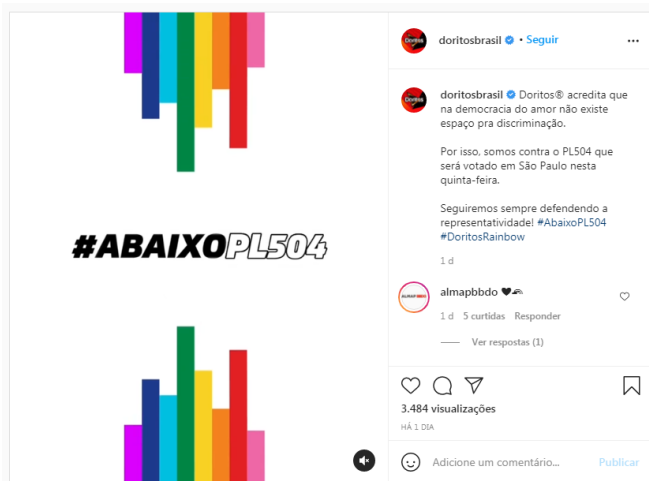 doritosbrasil • Seguir
doritosbrasil Doritos® acredita que
na democracia do amor não existe
espaço pra discriminação.
Por isso, somos contra o PL504 que
será votado em São Paulo nesta
quinta-feira.
Seguiremos sempre defendendo a
representatividade! #AbaixoPL504
#DoritosRainbow
1 d
#ABAIXOPL504
almapbbdo 🖤🌈
1 d 5 curtidas Responder
Ver respostas (1)
3.484 visualizações
HÁ 1 DIA
Adicione um comentário... Publicar